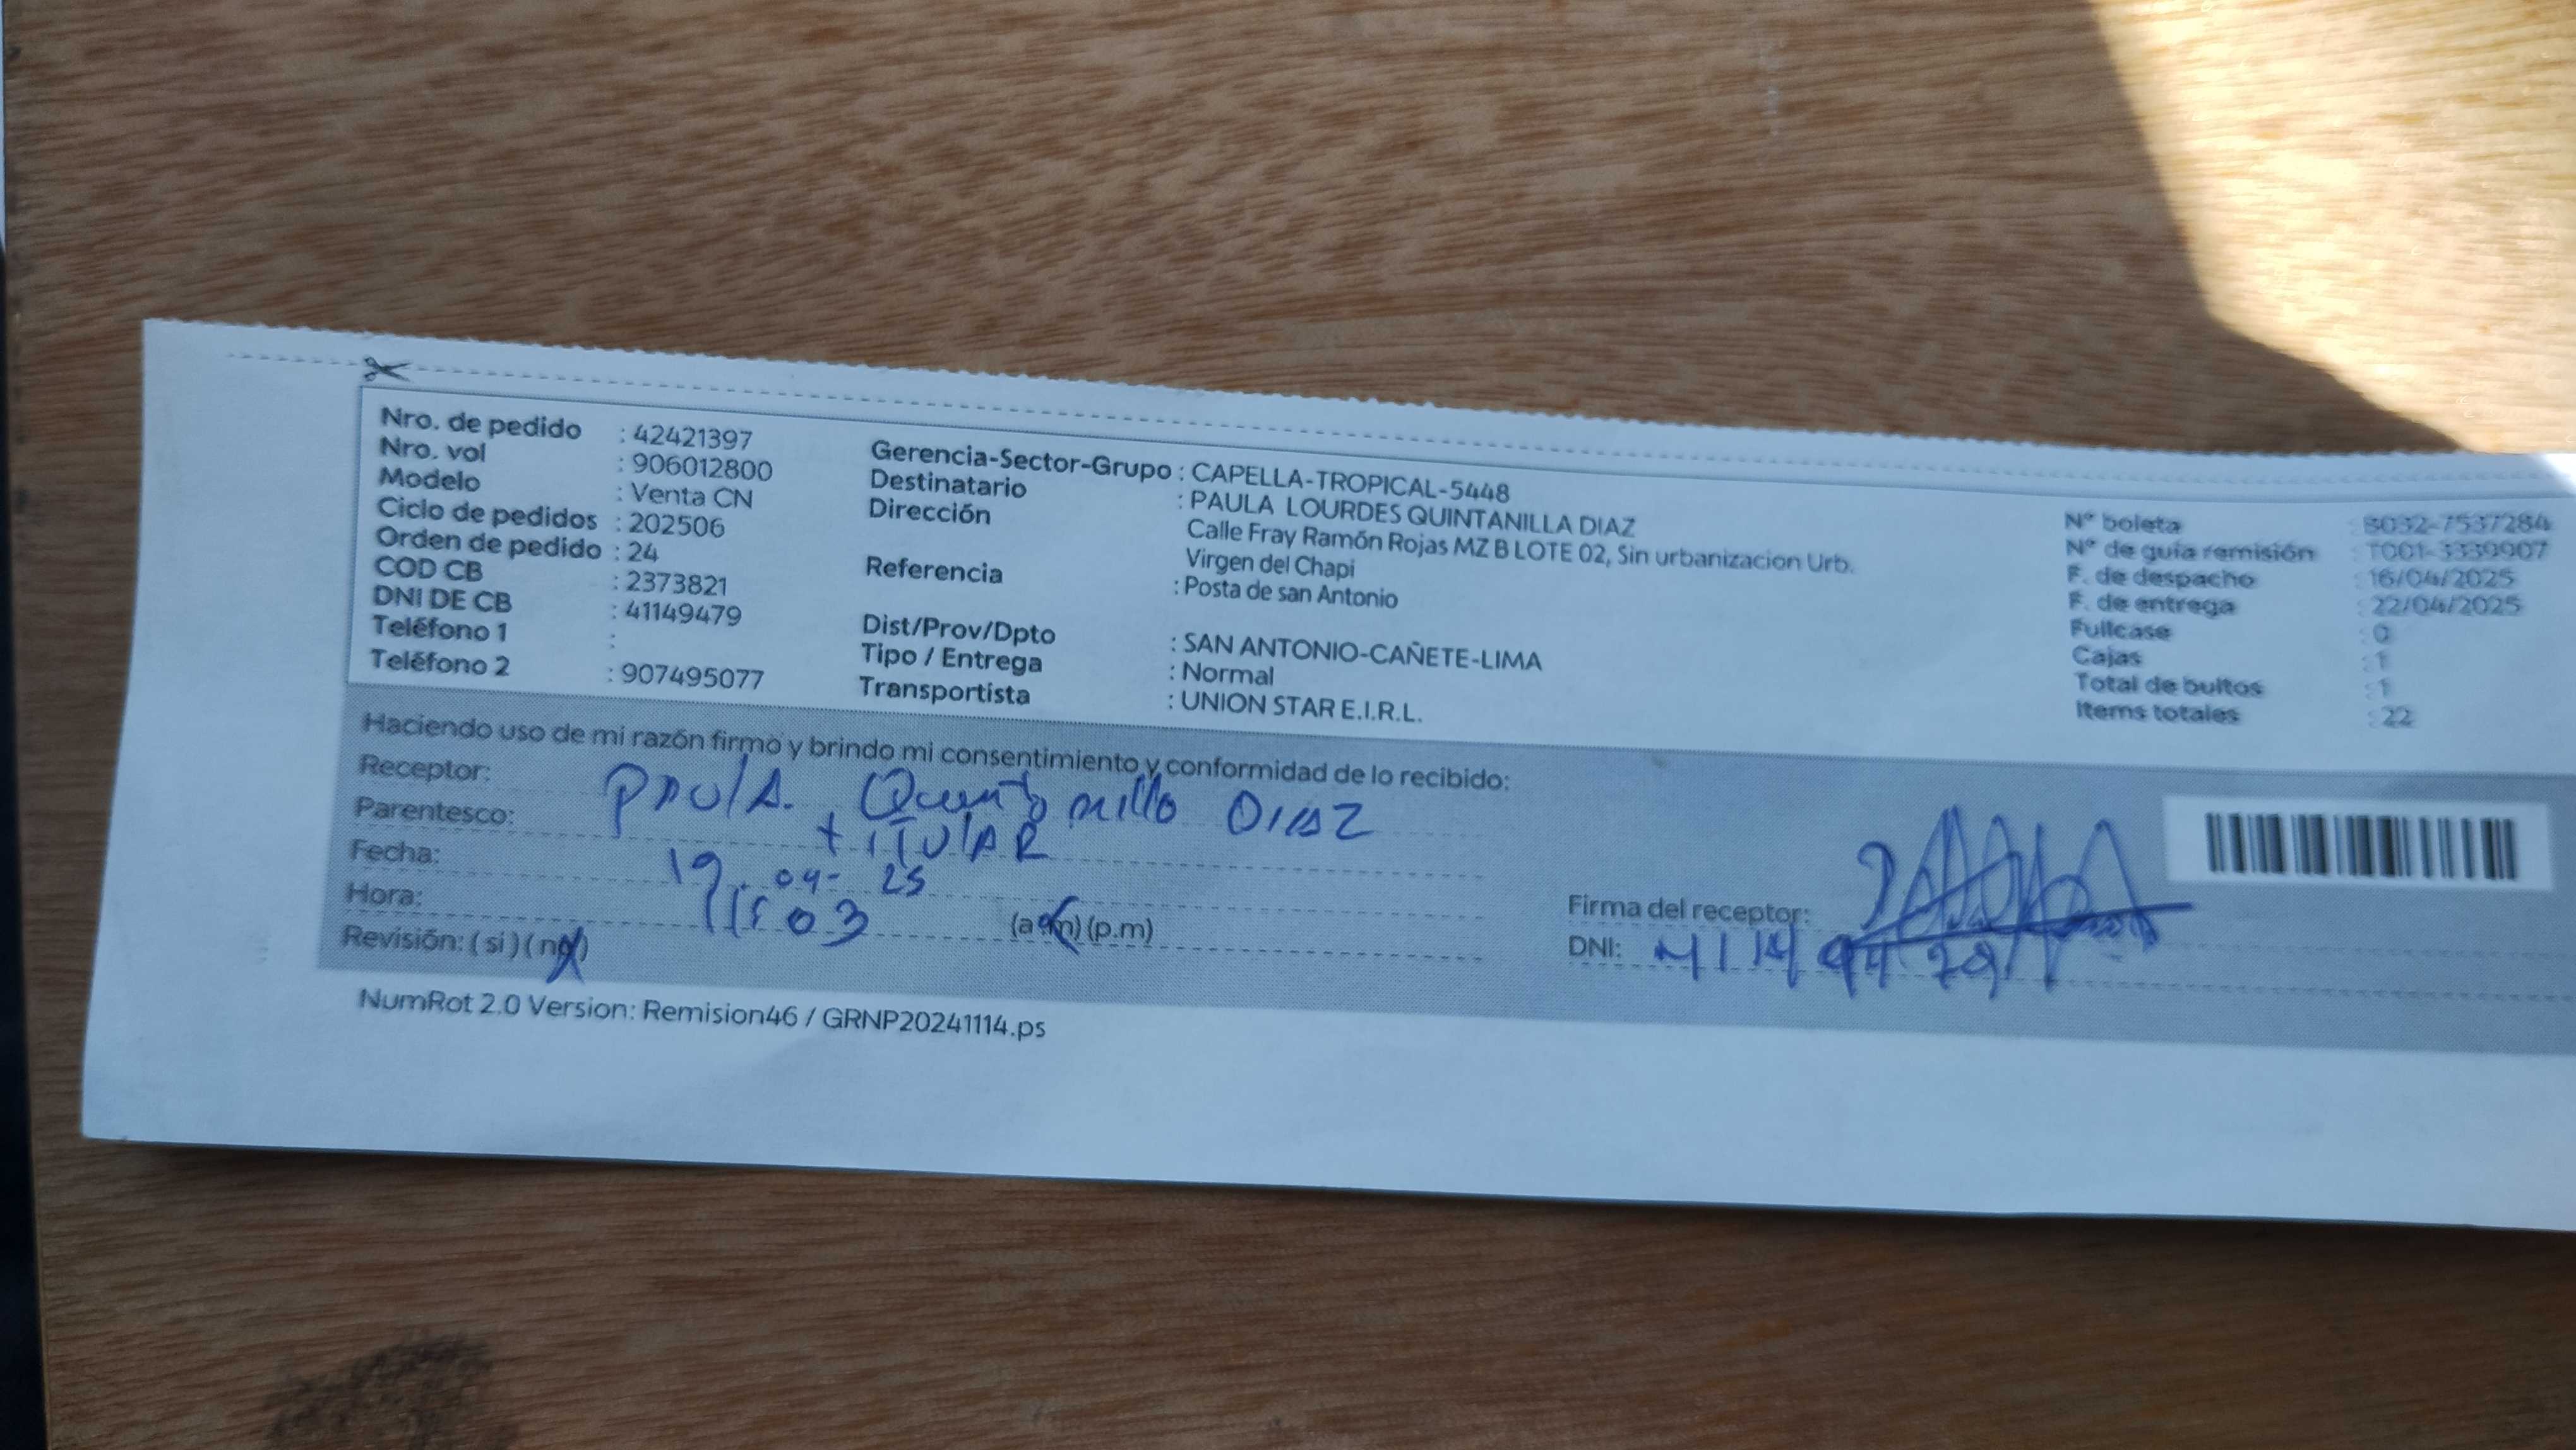 Nro. de pedido : 42421397
Nro. vol : 906012800
Modelo : Venta CN
Ciclo de pedidos : 202506
Orden de pedido : 24
COD CB : 2373821
DNI DE CB : 41149479
Teléfono 1 :
Teléfono 2 : 907495077
Gerencia-Sector-Grupo : CAPELLA-TROPICAL-5448
Destinatario : PAULA LOURDES QUINTANILLA DIAZ
Dirección Calle Fray Ramón Rojas MZ B LOTE 02, Sin urbanizacion Urb.
Virgen del Chapi
Referencia : Posta de san Antonio
Dist/Prov/Dpto : SAN ANTONIO-CAÑETE-LIMA
Tipo / Entrega : Normal
Transportista : UNION STAR E.I.R.L.
N° boleta : B032-7537284
N° de guía remisión : T001-3339907
F. de despacho : 16/04/2025
F. de entrega : 22/04/2025
Fullcase : 0
Cajas : 1
Total de bultos : 1
Items totales : 22
Haciendo uso de mi razón firmo y brindo mi consentimiento y conformidad de lo recibido:
Receptor: PAULA Quintanilla DIAZ
Parentesco: TITULAR
Fecha: 19-04-25
Hora: 11:03 (a.m) (p.m)
Revisión: ( si ) ( no )
Firma del receptor:
DNI: 41149479
NumRot 2.0 Version: Remision46 / GRNP20241114.ps